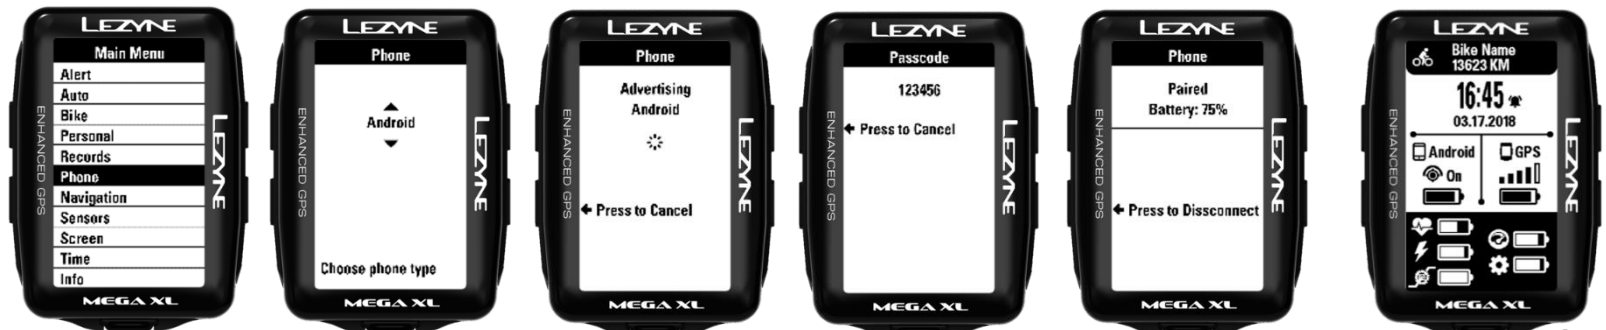 LEZYNE
Main Menu
Alert
Auto
Bike
Personal
Records
Phone
Navigation
Sensors
Screen
Time
Info
ENHANCED GPS
LEZYNE
MEGA XL
LEZYNE
Phone
Android
Choose phone type
ENHANCED GPS
LEZYNE
MEGA XL
LEZYNE
Phone
Advertising
Android
Press to Cancel
ENHANCED GPS
LEZYNE
MEGA XL
LEZYNE
Passcode
123456
Press to Cancel
ENHANCED GPS
LEZYNE
MEGA XL
LEZYNE
Phone
Paired
Battery: 75%
Press to Dissconnect
ENHANCED GPS
LEZYNE
MEGA XL
LEZYNE
Bike Name
13623 KM
16:45
03.17.2018
Android
On
GPS
ENHANCED GPS
LEZYNE
MEGA XL